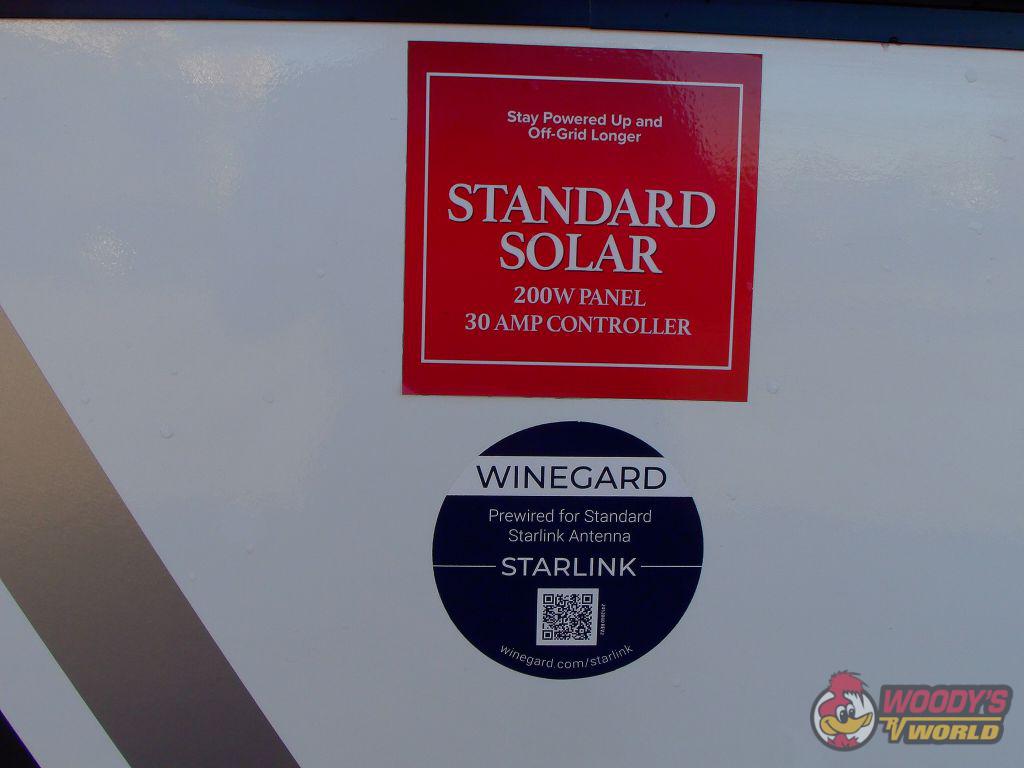 Stay Powered Up and
Off-Grid Longer
STANDARD
SOLAR
200W PANEL
30 AMP CONTROLLER
WINEGARD
Prewired for Standard
Starlink Antenna
STARLINK
winegard.com/starlink
WOODY'S
RV WORLD